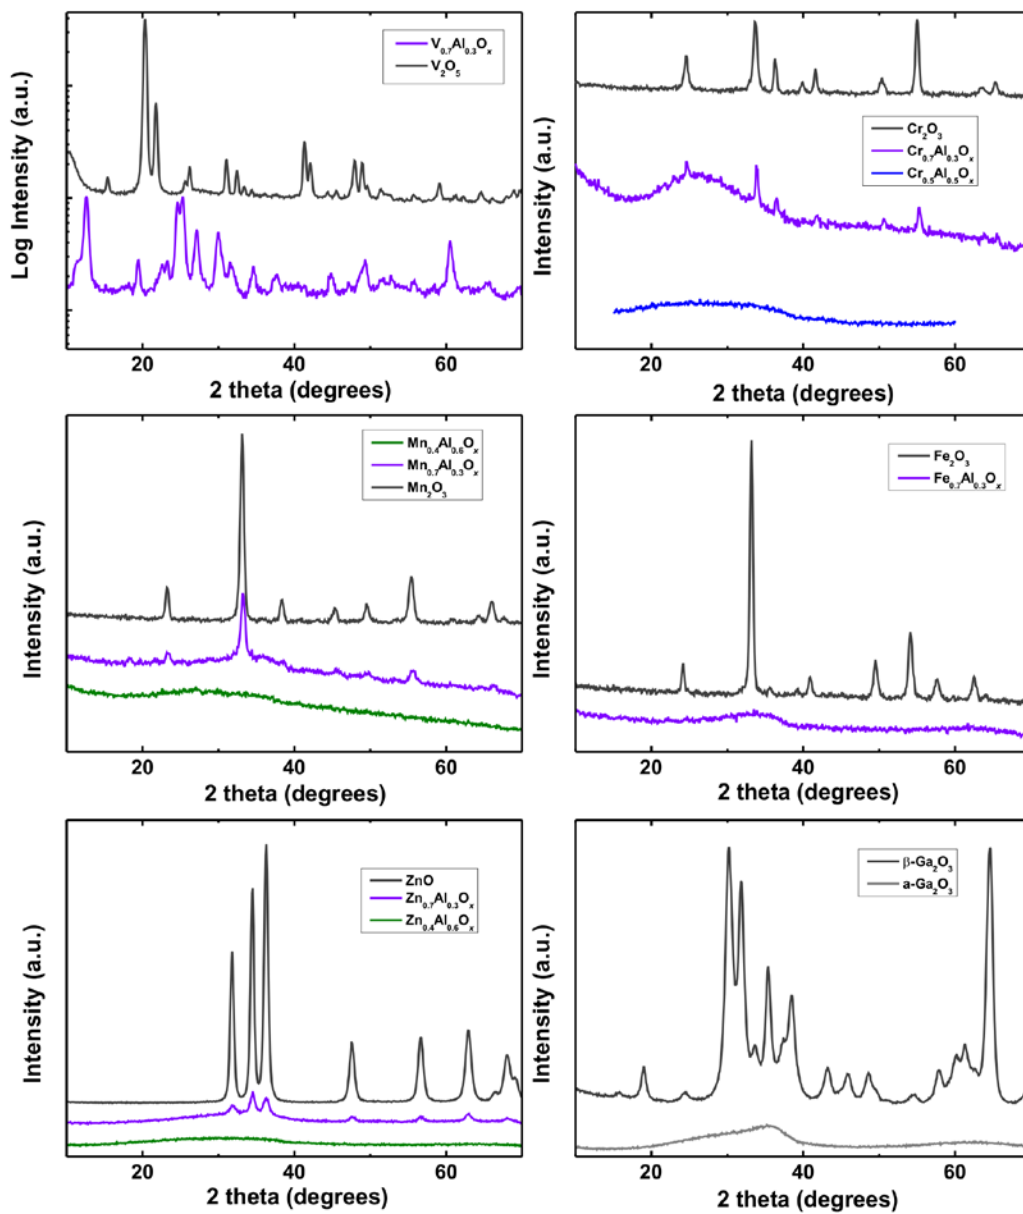 Log Intensity (a.u.)
V0.7Al0.3Ox
V2O5
20
40
60
2 theta (degrees)
Intensity (a.u.)
Cr2O3
Cr0.7Al0.3Ox
Cr0.5Al0.5Ox
20
40
60
2 theta (degrees)
Intensity (a.u.)
Mn0.4Al0.6Ox
Mn0.7Al0.3Ox
Mn2O3
20
40
60
2 theta (degrees)
Intensity (a.u.)
Fe2O3
Fe0.7Al0.3Ox
20
40
60
2 theta (degrees)
Intensity (a.u.)
ZnO
Zn0.7Al0.3Ox
Zn0.4Al0.6Ox
20
40
60
2 theta (degrees)
Intensity (a.u.)
β-Ga2O3
a-Ga2O3
20
40
60
2 theta (degrees)